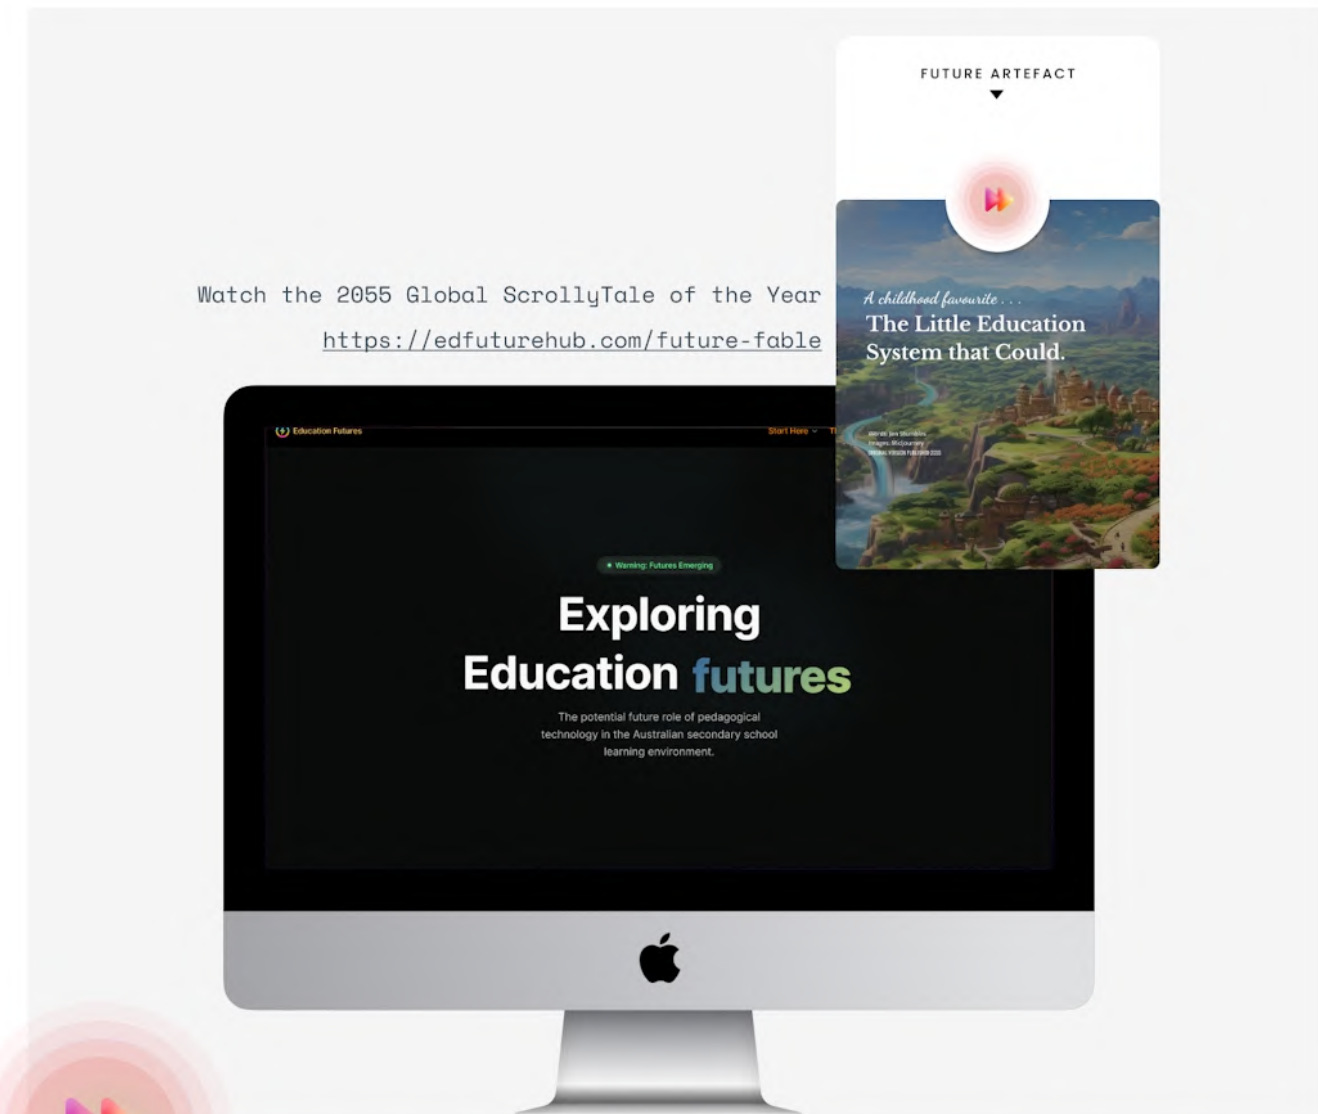 FUTURE ARTEFACT
Watch the 2055 Global ScrollyTale of the Year
https://edfuturehub.com/future-fable
A childhood favourite . . .
The Little Education
System that Could.
Images: Midjourney
Education Futures
Start Here
Warning: Futures Emerging
Exploring
Education futures
The potential future role of pedagogical
technology in the Australian secondary school
learning environment.